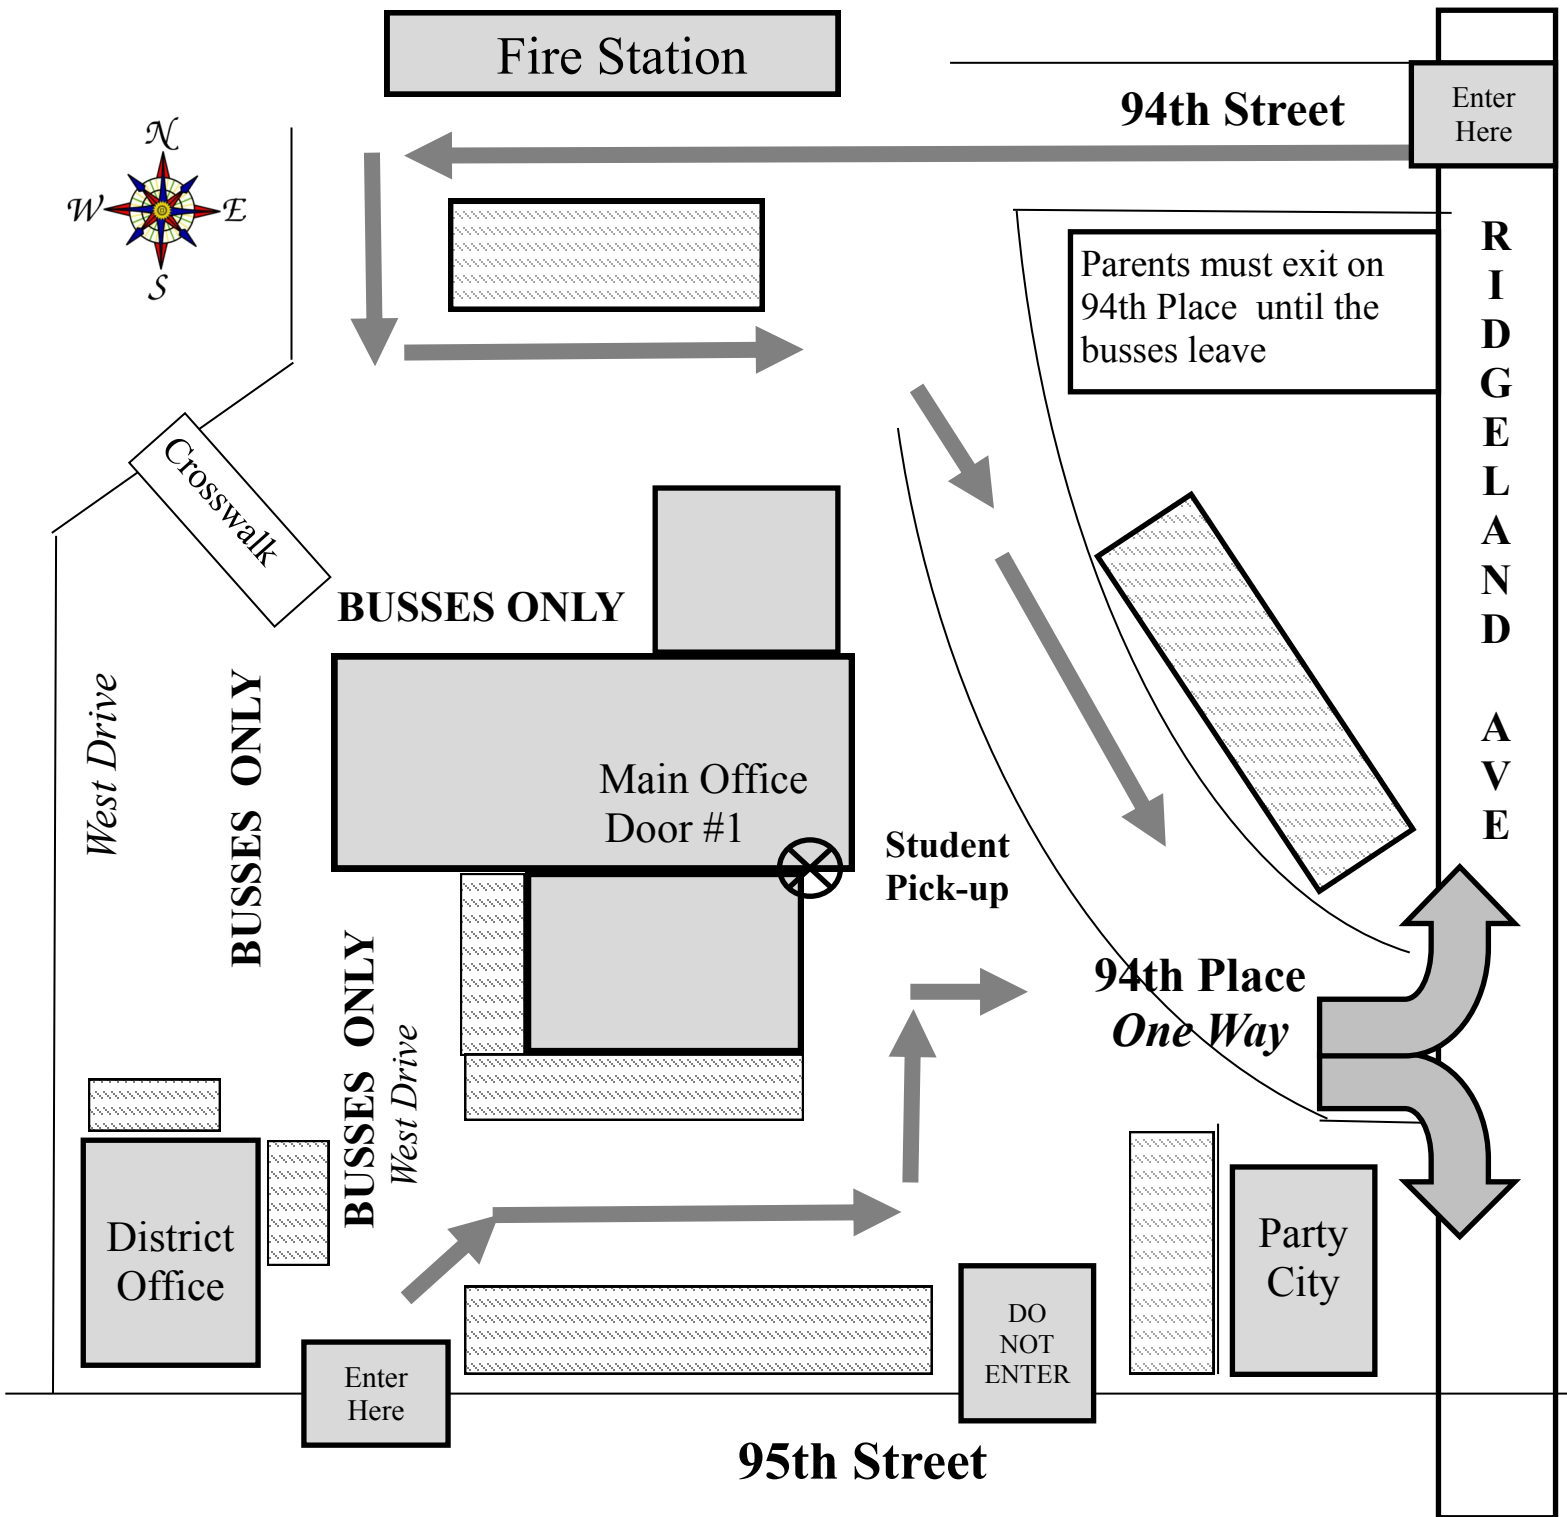 Fire Station
94th Street
Enter
Here
N
W
E
S
Parents must exit on
94th Place  until the
busses leave
RIDGELAND AVE
Crosswalk
BUSSES ONLY
West Drive
BUSSES ONLY
Main Office
Door #1
Student
Pick-up
BUSSES ONLY
West Drive
94th Place
One Way
District
Office
Party
City
DO
NOT
ENTER
Enter
Here
95th Street